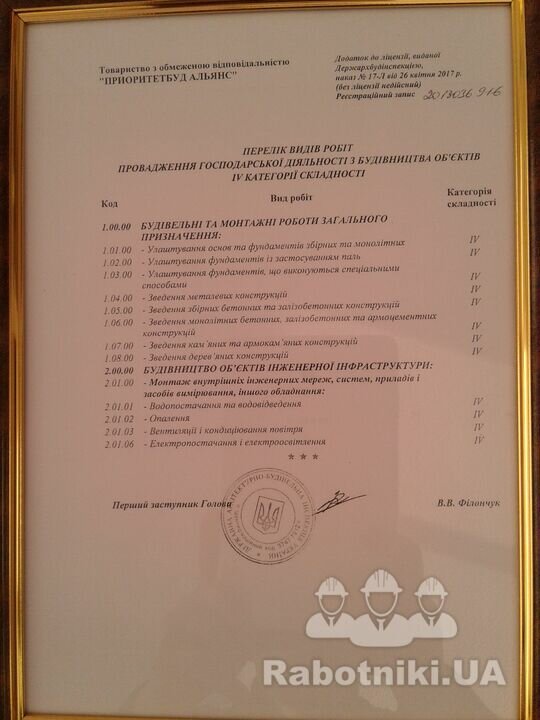 Товариство з обмеженою відповідальністю
"ПРИОРИТЕТБУД АЛЬЯНС"
Додаток до ліцензії, виданої
Держархбудінспекцією,
наказ № 17-Л від 26 квітня 2017 р.
(без ліцензії недійсний)
Реєстраційний запис 2013036916
ПЕРЕЛІК ВИДІВ РОБІТ
ПРОВАДЖЕННЯ ГОСПОДАРСЬКОЇ ДІЯЛЬНОСТІ З БУДІВНИЦТВА ОБ'ЄКТІВ
IV КАТЕГОРІЇ СКЛАДНОСТІ
Код Вид робіт Категорія складності
1.00.00 БУДІВЕЛЬНІ ТА МОНТАЖНІ РОБОТИ ЗАГАЛЬНОГО
ПРИЗНАЧЕННЯ:
1.01.00 - Улаштування основ та фундаментів збірних та монолітних IV
1.02.00 - Улаштування фундаментів із застосуванням паль IV
1.03.00 - Улаштування фундаментів, що виконуються спеціальними
способами IV
1.04.00 - Зведення металевих конструкцій IV
1.05.00 - Зведення збірних бетонних та залізобетонних конструкцій IV
1.06.00 - Зведення монолітних бетонних, залізобетонних та армоцементних
конструкцій IV
1.07.00 - Зведення кам'яних та армокам'яних конструкцій IV
1.08.00 - Зведення дерев'яних конструкцій IV
2.00.00 БУДІВНИЦТВО ОБ'ЄКТІВ ІНЖЕНЕРНОЇ ІНФРАСТРУКТУРИ:
2.01.00 - Монтаж внутрішніх інженерних мереж, систем, приладів і
засобів вимірювання, іншого обладнання:
2.01.01 - Водопостачання та водовідведення IV
2.01.02 - Опалення IV
2.01.03 - Вентиляції і кондиціювання повітря IV
2.01.06 - Електропостачання і електроосвітлення IV
* * *
Перший заступник Голови В.В. Філончук
Rabotniki.UA